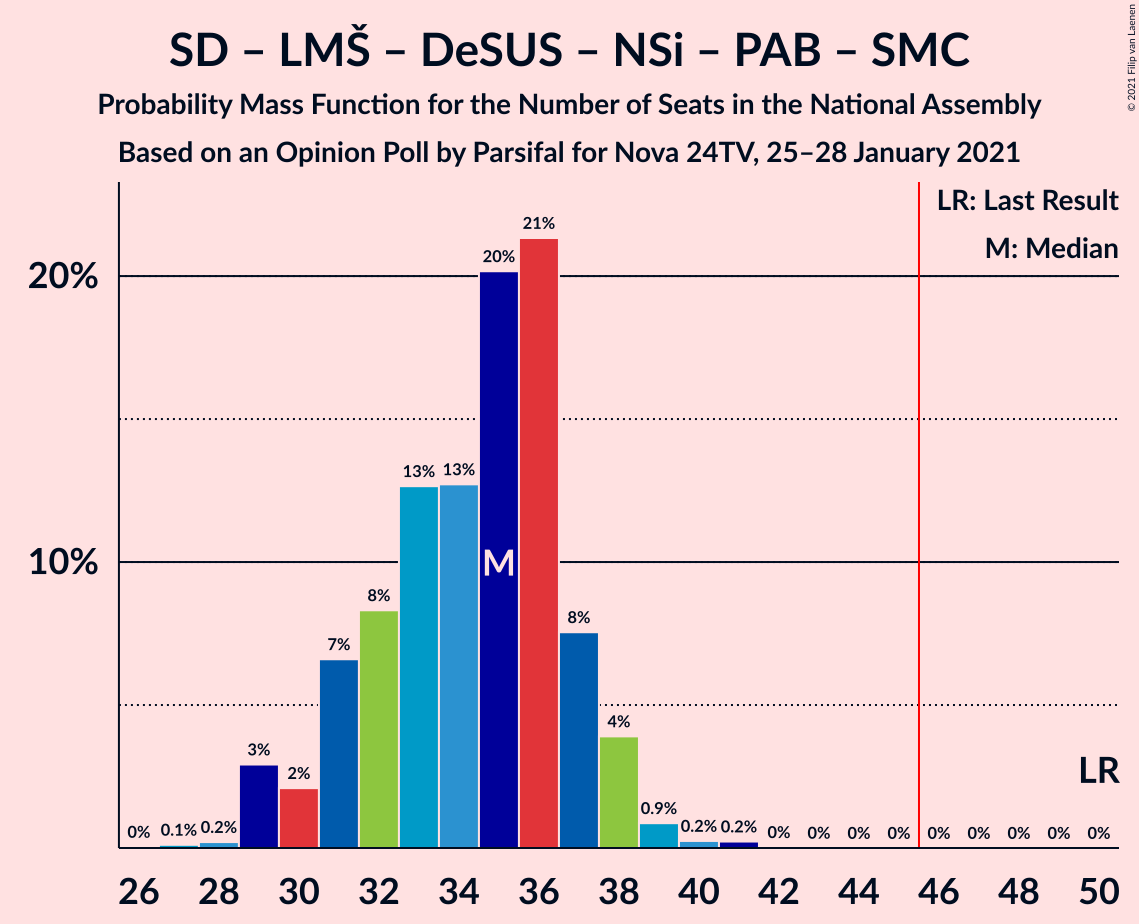 SD – LMŠ – DeSUS – NSi – PAB – SMC
Probability Mass Function for the Number of Seats in the National Assembly
Based on an Opinion Poll by Parsifal for Nova 24TV, 25–28 January 2021
© 2021 Filip van Laenen
LR: Last Result
M: Median
20%
10%
0% 0.1% 0.2% 3% 2% 7% 8% 13% 13% 20% 21% 8% 4% 0.9% 0.2% 0.2% 0% 0% 0% 0% 0% 0% 0% 0% 0%
M
LR
26 28 30 32 34 36 38 40 42 44 46 48 50